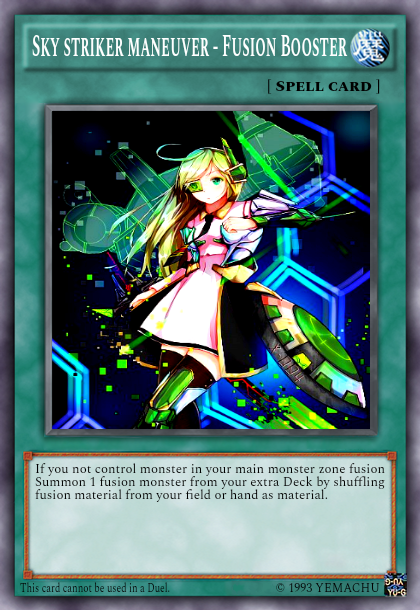 Sky striker maneuver - Fusion Booster
[ SPELL CARD ]
If you not control monster in your main monster zone fusion
Summon 1 fusion monster from your extra Deck by shuffling
fusion material from your field or hand as material.
This card cannot be used in a Duel.
© 1993 YEMACHU